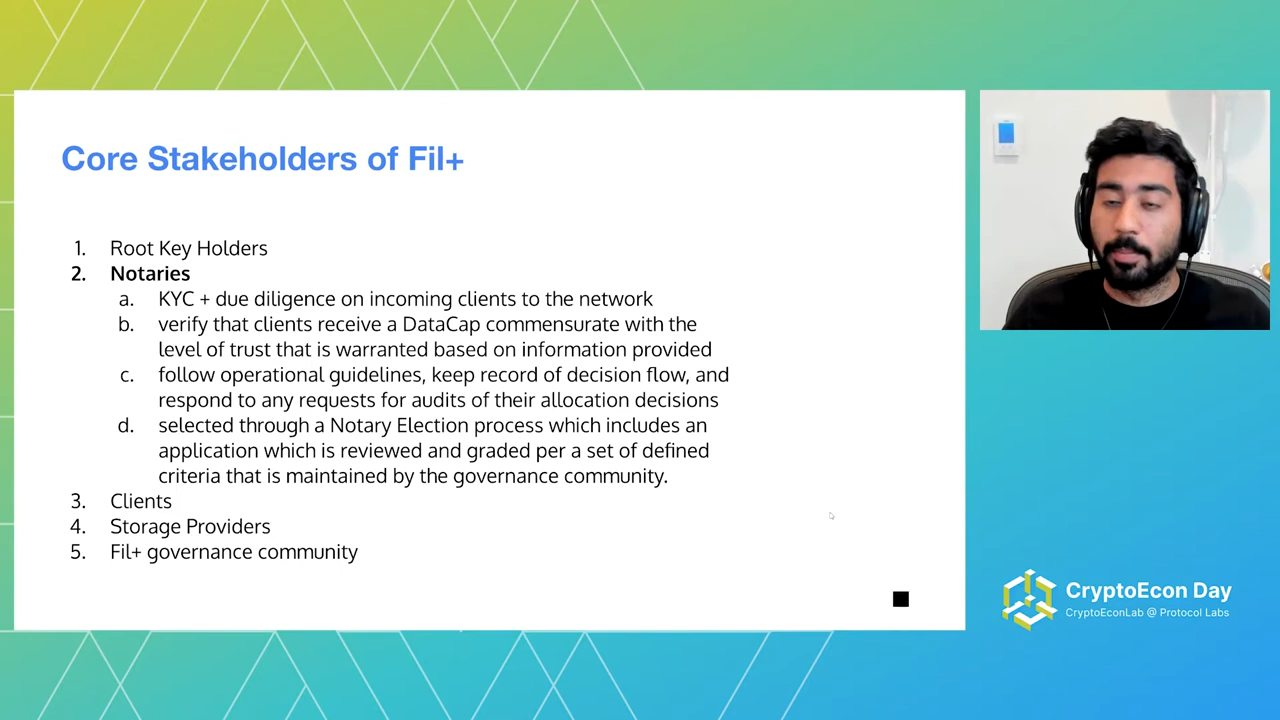 Core Stakeholders of Fil+
1. Root Key Holders
2. Notaries
a. KYC + due diligence on incoming clients to the network
b. verify that clients receive a DataCap commensurate with the
level of trust that is warranted based on information provided
c. follow operational guidelines, keep record of decision flow, and
respond to any requests for audits of their allocation decisions
d. selected through a Notary Election process which includes an
application which is reviewed and graded per a set of defined
criteria that is maintained by the governance community.
3. Clients
4. Storage Providers
5. Fil+ governance community
CryptoEcon Day
CryptoEconLab @ Protocol Labs